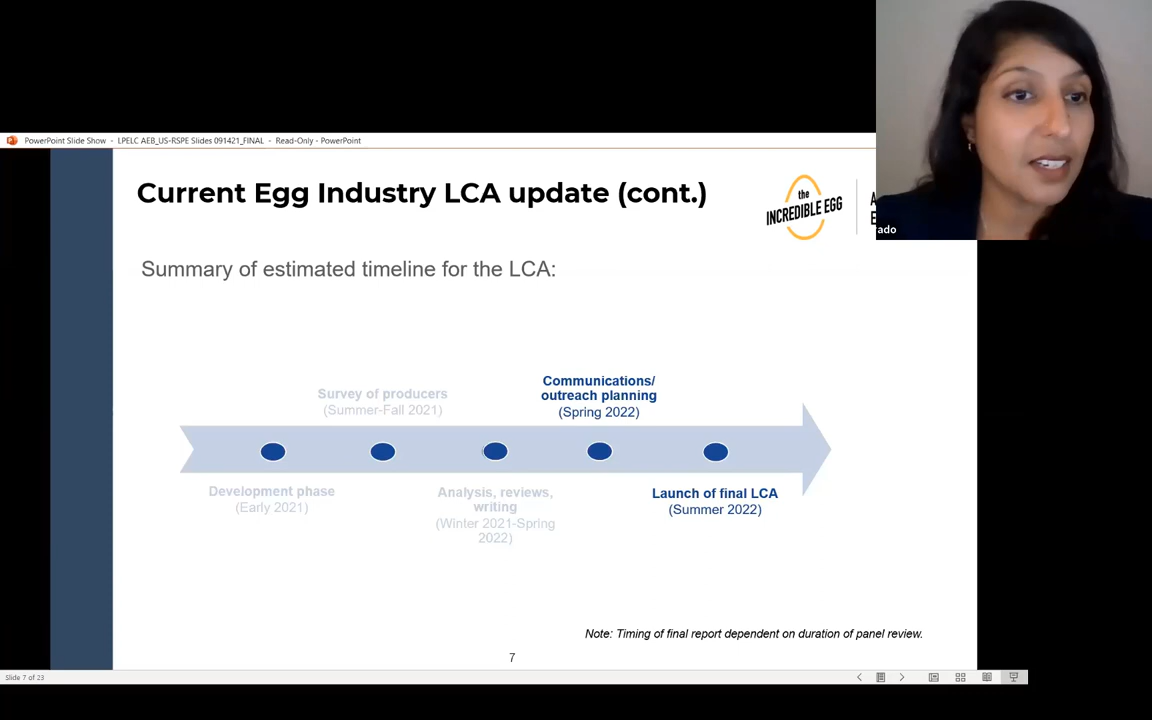 PowerPoint Slide Show - LPELC AEB_US-RSPE Slides 091421_FINAL - Read-Only - PowerPoint
Current Egg Industry LCA update (cont.)
the
INCREDIBLE EGG
A
E
ado
Summary of estimated timeline for the LCA:
Communications/
outreach planning
(Spring 2022)
Survey of producers
(Summer-Fall 2021)
Development phase
(Early 2021)
Analysis, reviews,
writing
(Winter 2021-Spring
2022)
Launch of final LCA
(Summer 2022)
Note: Timing of final report dependent on duration of panel review.
7
Slide 7 of 23